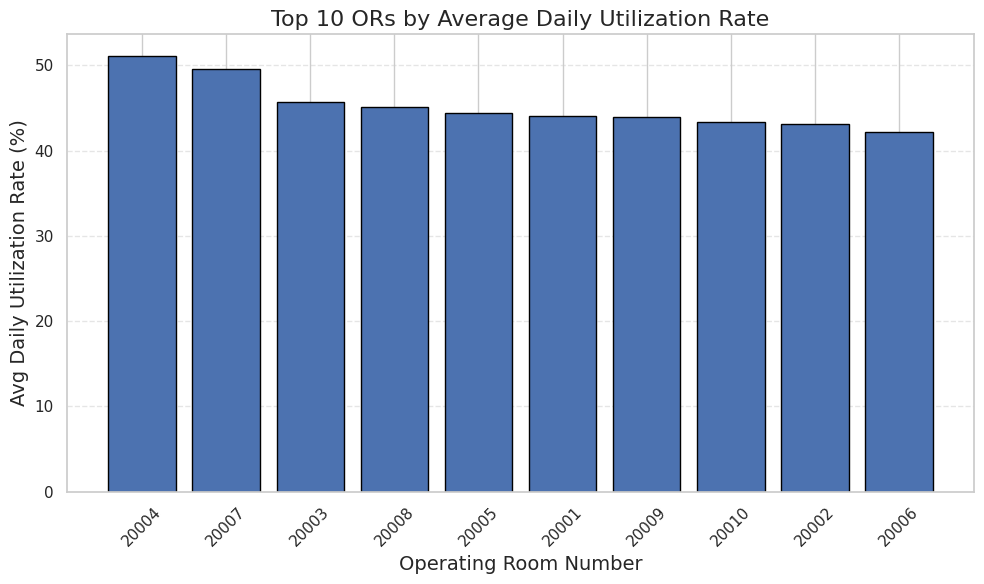 Top 10 ORs by Average Daily Utilization Rate
Avg Daily Utilization Rate (%)
50
40
30
20
10
0
20004 20007 20003 20008 20005 20001 20009 20010 20002 20006
Operating Room Number